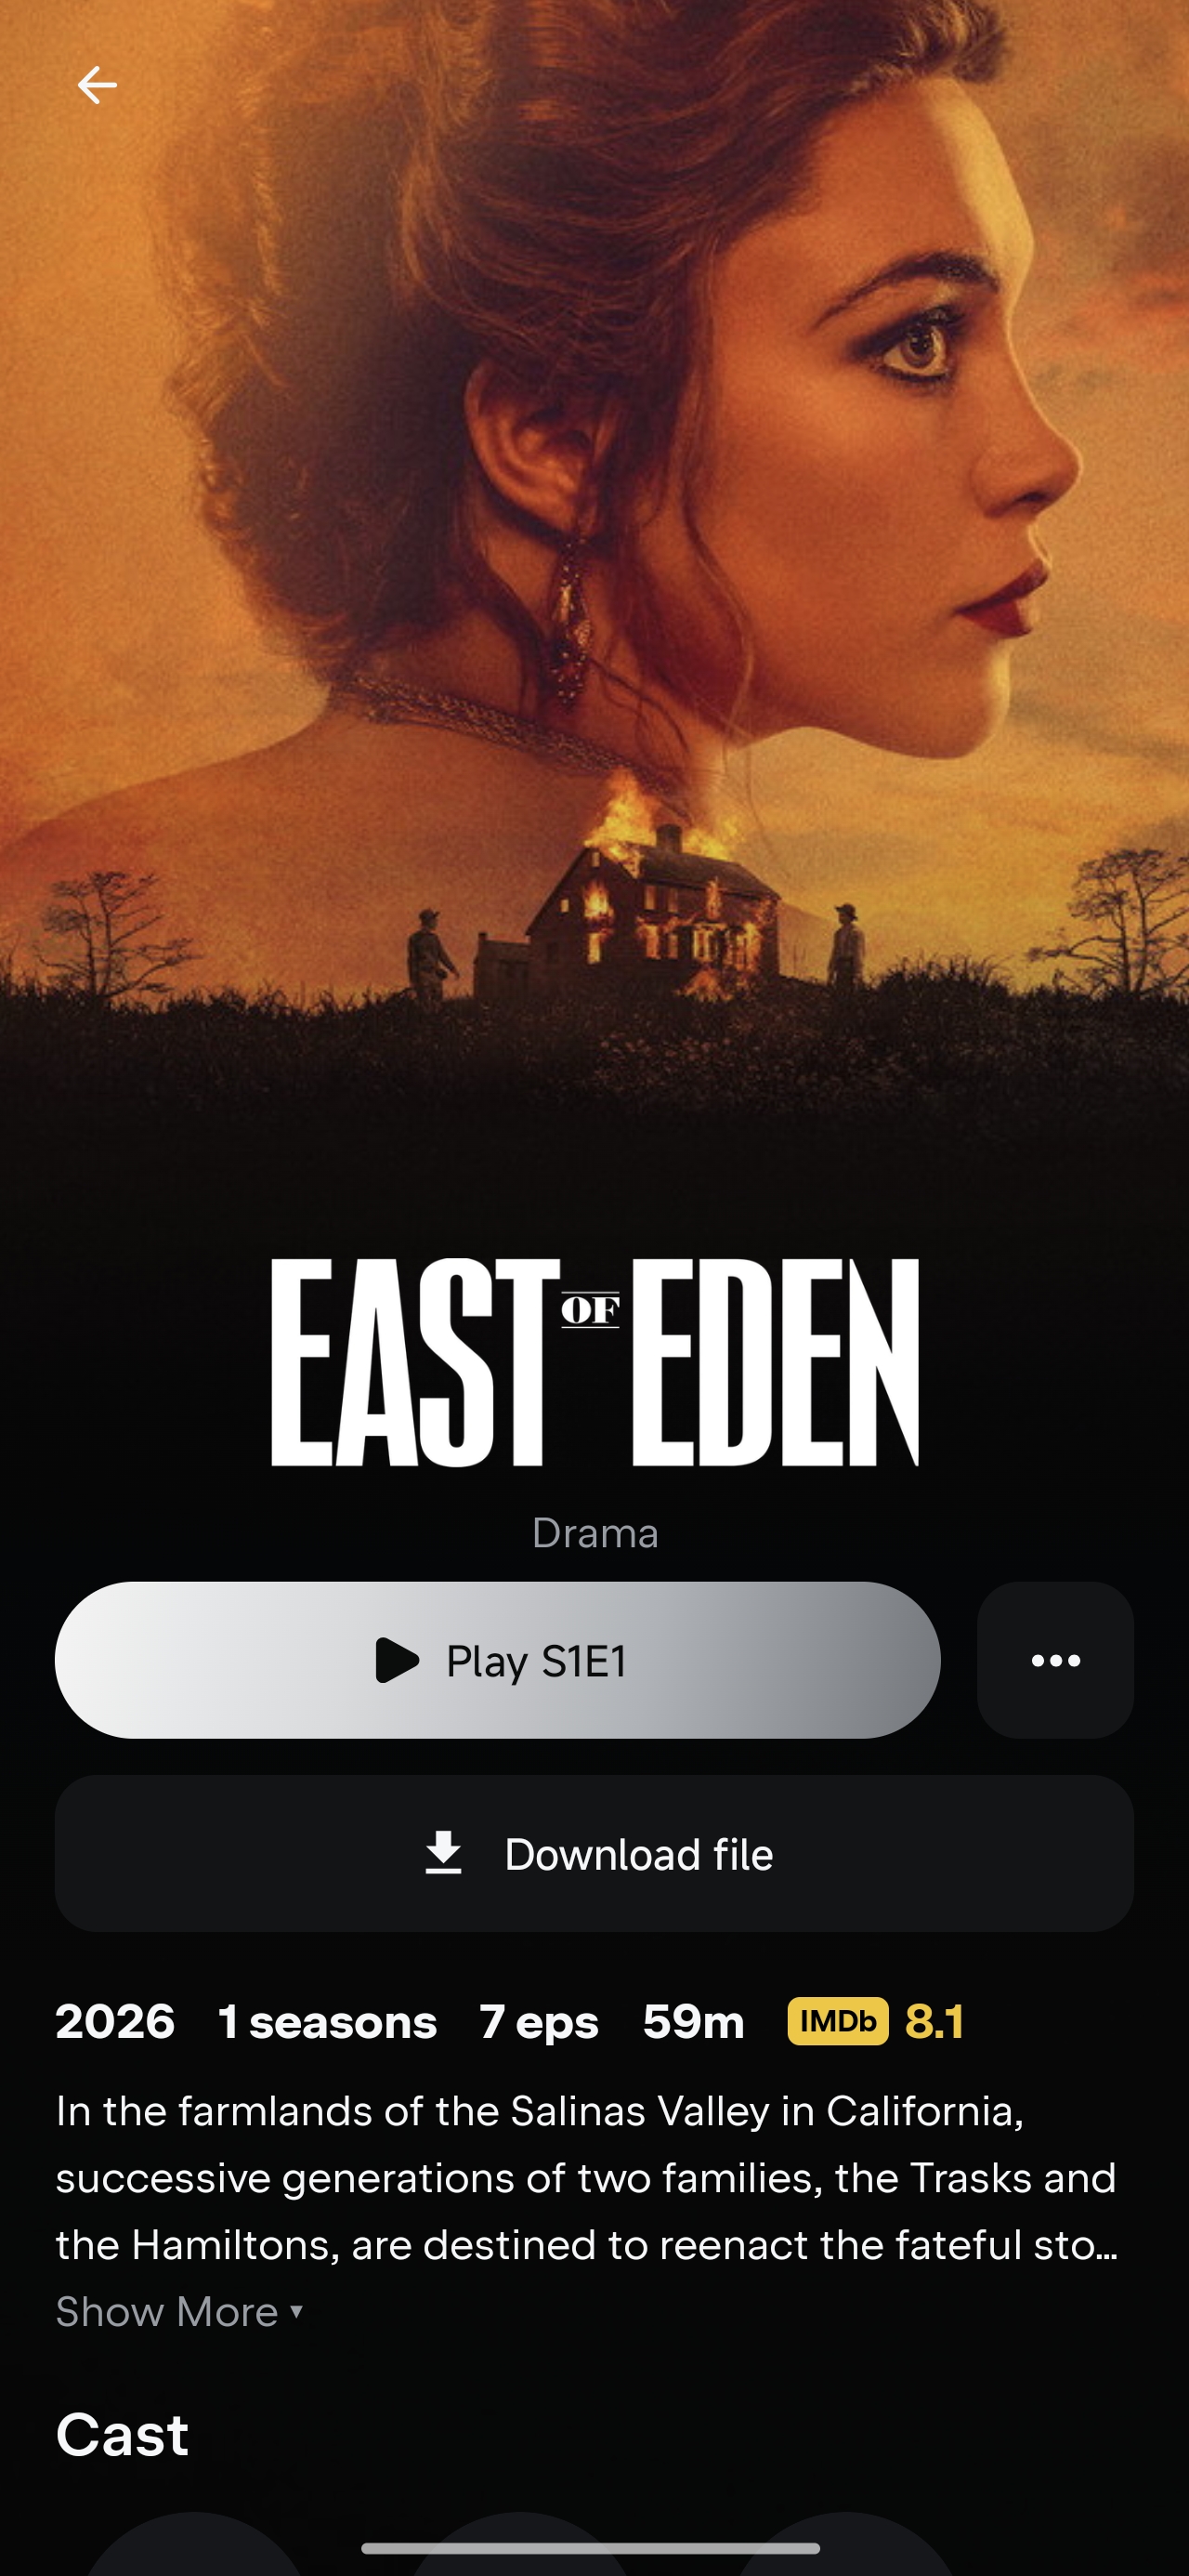 EAST OF EDEN
Drama
Play S1E1
Download file
2026 1 seasons 7 eps 59m IMDb 8.1
In the farmlands of the Salinas Valley in California,
successive generations of two families, the Trasks and
the Hamiltons, are destined to reenact the fateful sto...
Show More
Cast